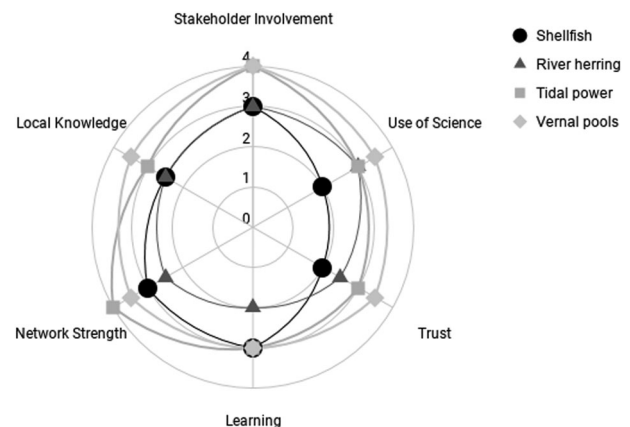 Stakeholder Involvement
4
3
2
1
0
Local Knowledge
Use of Science
Network Strength
Trust
Learning
Shellfish
River herring
Tidal power
Vernal pools